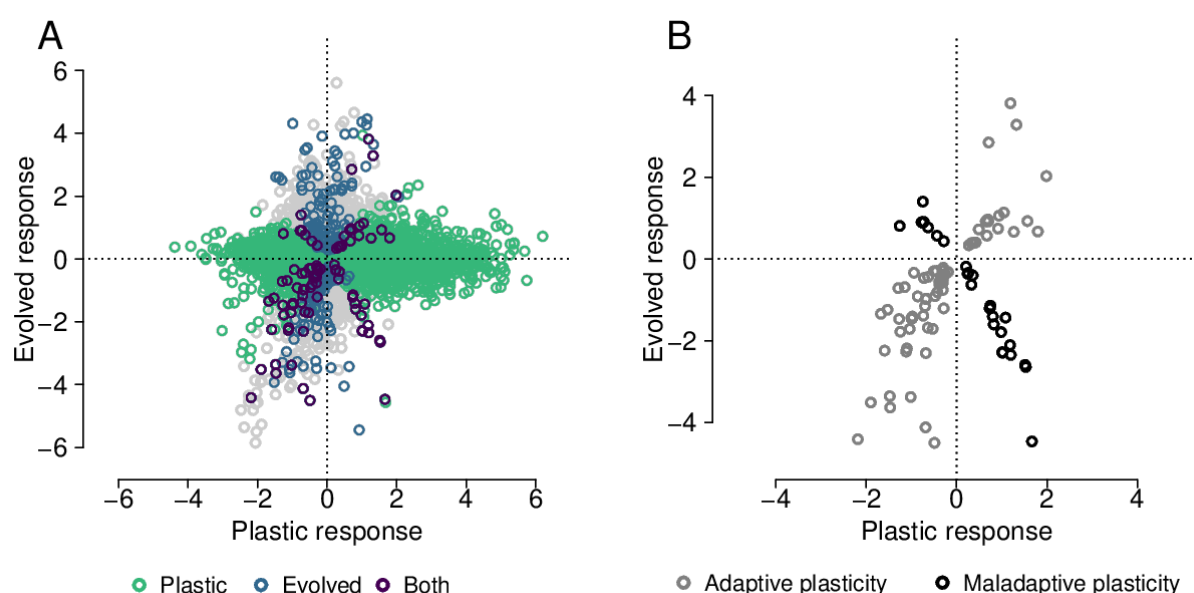 A
6
4
2
0
−2
−4
−6
Evolved response
−6 −4 −2 0 2 4 6
Plastic response
Plastic Evolved Both
B
4
2
0
−2
−4
Evolved response
−4 −2 0 2 4
Plastic response
Adaptive plasticity Maladaptive plasticity